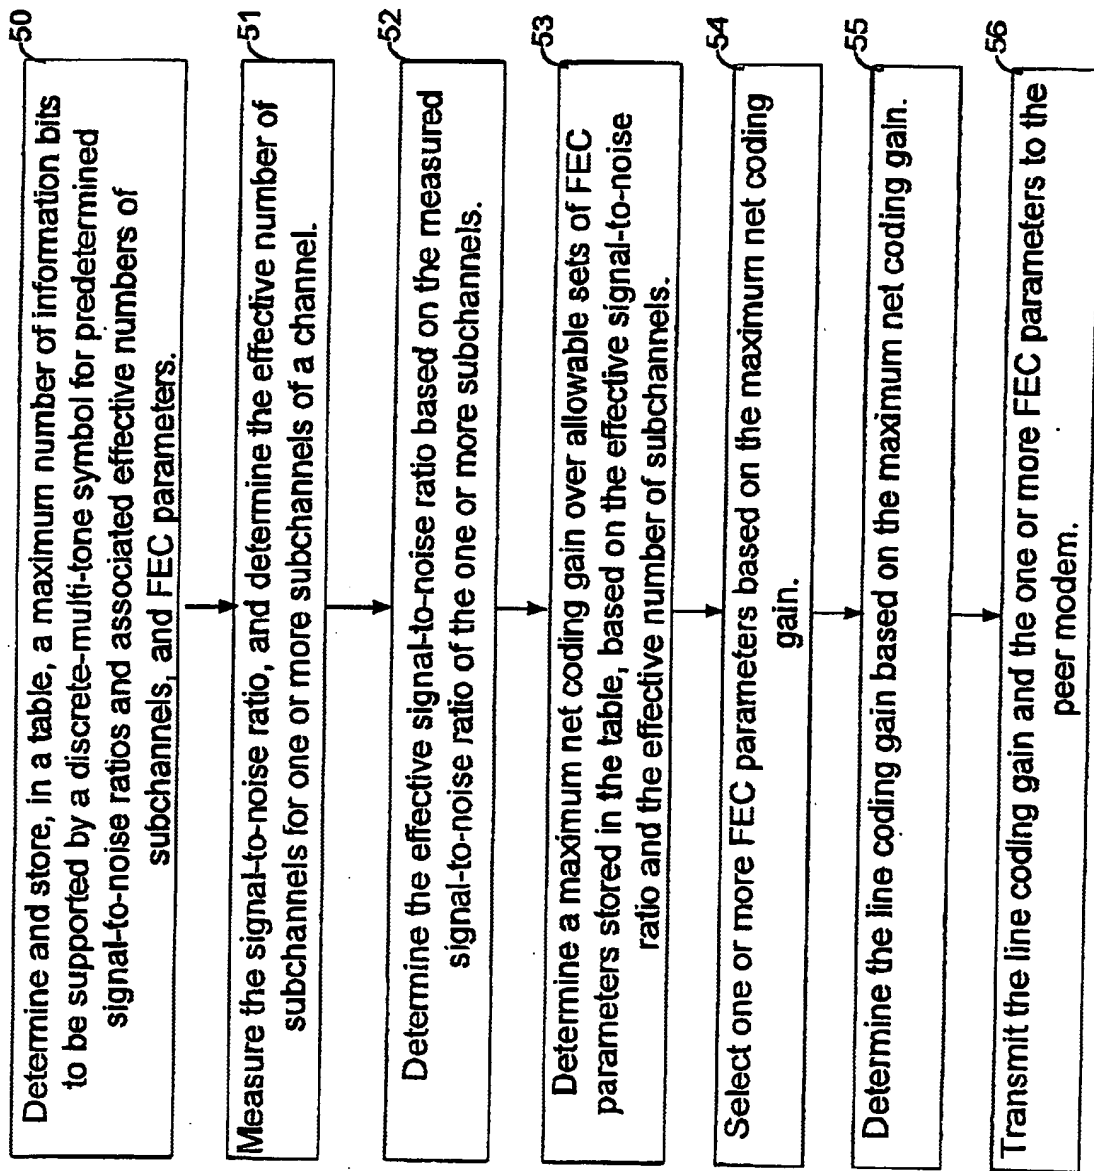 50
Determine and store, in a table, a maximum number of information bits
to be supported by a discrete-multi-tone symbol for predetermined
signal-to-noise ratios and associated effective numbers of
subchannels, and FEC parameters.
51
Measure the signal-to-noise ratio, and determine the effective number of
subchannels for one or more subchannels of a channel.
52
Determine the effective signal-to-noise ratio based on the measured
signal-to-noise ratio of the one or more subchannels.
53
Determine a maximum net coding gain over allowable sets of FEC
parameters stored in the table, based on the effective signal-to-noise
ratio and the effective number of subchannels.
54
Select one or more FEC parameters based on the maximum net coding
gain.
55
Determine the line coding gain based on the maximum net coding gain.
56
Transmit the line coding gain and the one or more FEC parameters to the
peer modem.